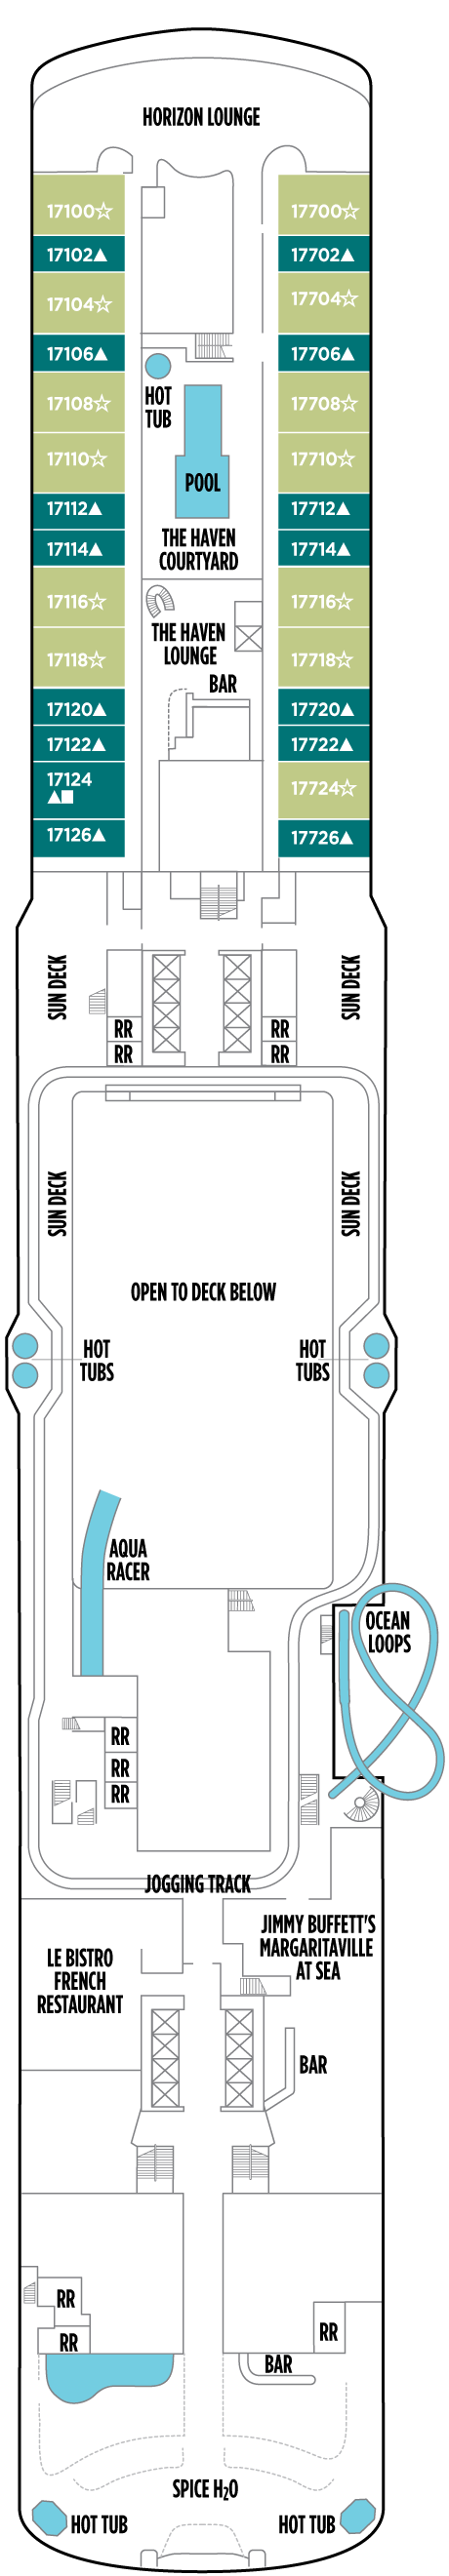 HORIZON LOUNGE
17100☆
17700☆
17102▲
17702▲
17104☆
17704☆
17106▲
17706▲
HOT
TUB
17108☆
17708☆
17110☆
17710☆
POOL
17112▲
17712▲
THE HAVEN
COURTYARD
17114▲
17714▲
17116☆
17716☆
THE HAVEN
LOUNGE
17118☆
17718☆
BAR
17120▲
17720▲
17122▲
17722▲
17124
▲■
17724☆
17126▲
17726▲
SUN DECK
SUN DECK
RR
RR
RR
RR
SUN DECK
SUN DECK
OPEN TO DECK BELOW
HOT
TUBS
HOT
TUBS
AQUA
RACER
OCEAN
LOOPS
RR
RR
RR
JOGGING TRACK
JIMMY BUFFETT'S
MARGARITAVILLE
AT SEA
LE BISTRO
FRENCH
RESTAURANT
BAR
RR
RR
RR
BAR
SPICE H2O
HOT TUB
HOT TUB